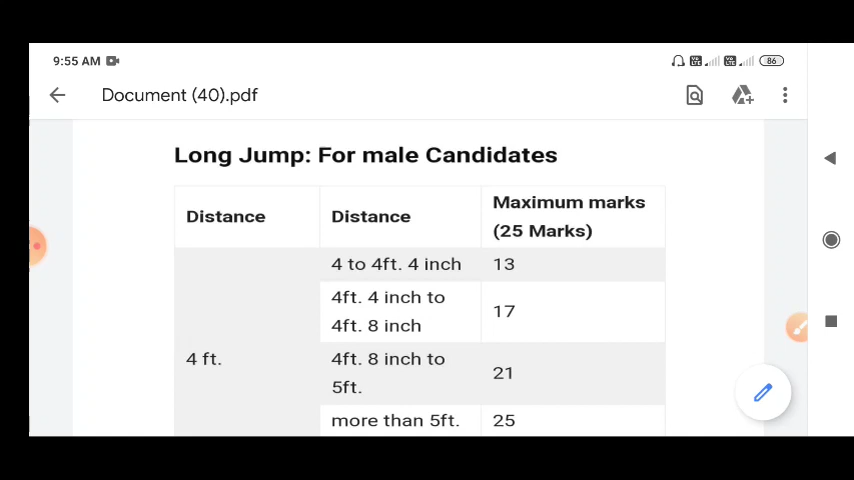 9:55 AM
86
Document (40).pdf
Long Jump: For male Candidates
Distance
Distance
Maximum marks
(25 Marks)
4 ft.
4 to 4ft. 4 inch
13
4ft. 4 inch to
4ft. 8 inch
17
4ft. 8 inch to
5ft.
21
more than 5ft.
25